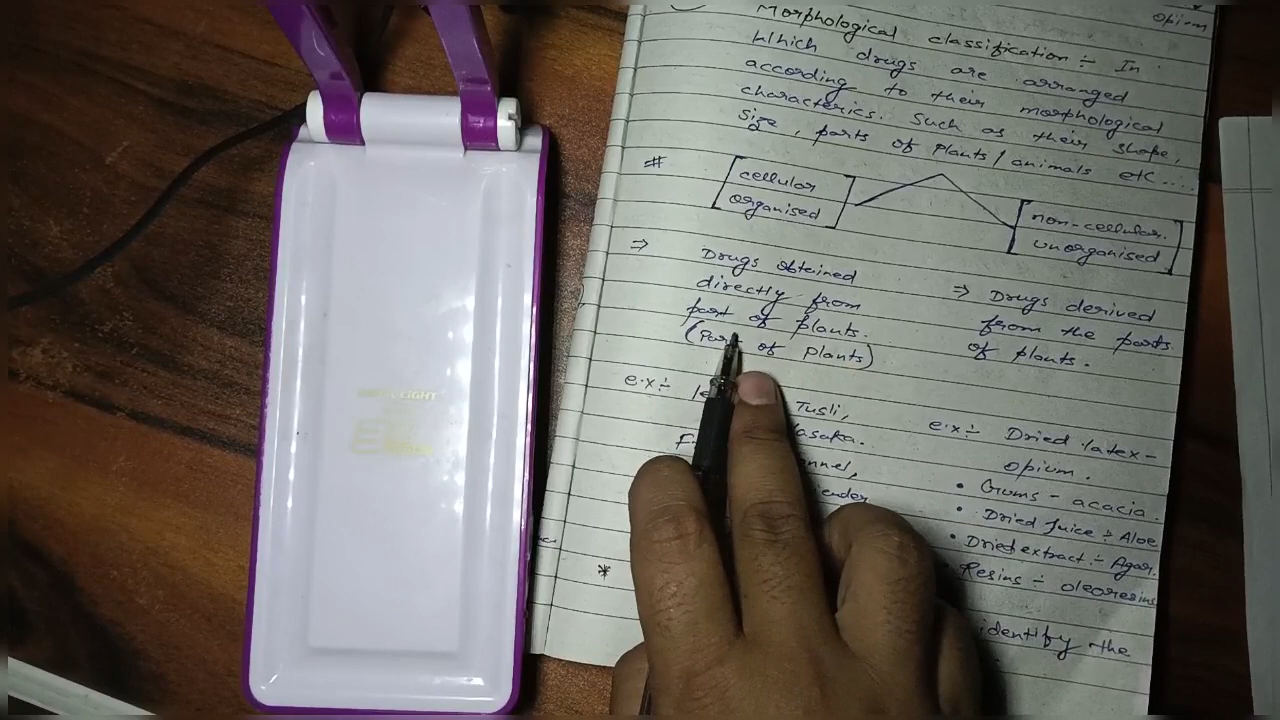 opium
Morphological classification ÷ In
which drugs are arranged
according to their morphological
characterics. Such as their shape,
size, parts of Plants/animals etc....
# cellular
organised
non-cellular.
unorganised
⇒ Drugs obteined
directly from
part of plants.
(Part of plants)
⇒ Drugs derived
from the parts
of plants.
e.x ÷
Tusli,
e.x ÷ Dried latex -
opium.
• Gums - acacia.
• Dried Juice ÷ Aloe
• Dried extract ÷ Agar.
• Resins ÷ oleoresins
*
identify the